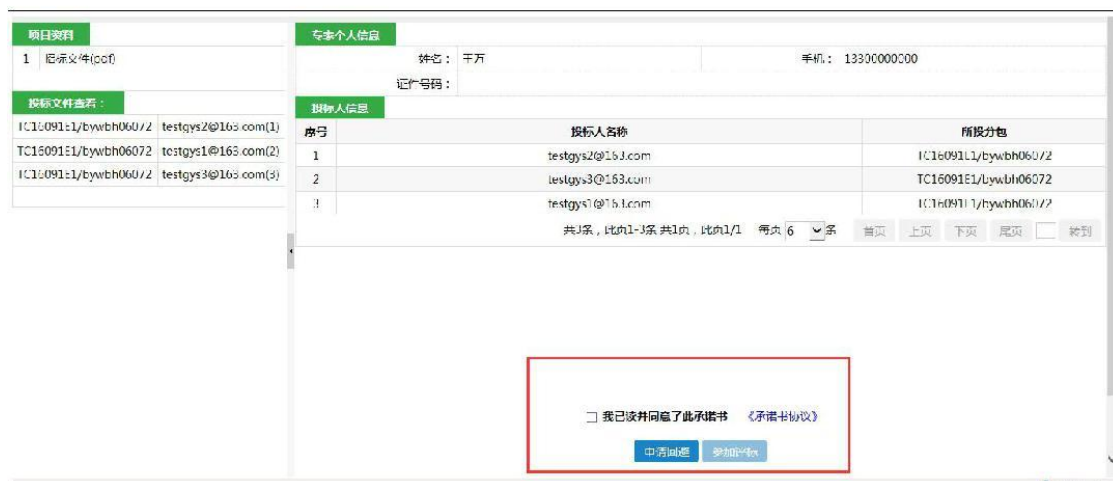 项目资料
1 招标文件(pdf)
投标文件查看：
TC16091E1/bywbh06072 testgys2@163.com(1)
TC16091E1/bywbh06072 testgys1@163.com(2)
TC16091E1/bywbh06072 testgys3@163.com(3)
专家个人信息
姓名： 王万 手机： 13300000000
证件号码：
投标人信息
序号 投标人名称 所投分包
1 testgys2@163.com TC16091E1/bywbh06072
2 testgys3@163.com TC16091E1/bywbh06072
3 testgys1@163.com TC16091E1/bywbh06072
共3条，此页1-3条 共1页，此页1/1 每页 6 条 首页 上页 下页 尾页 转到
我已读并同意了此承诺书 《承诺书协议》
申请回避 参加评标